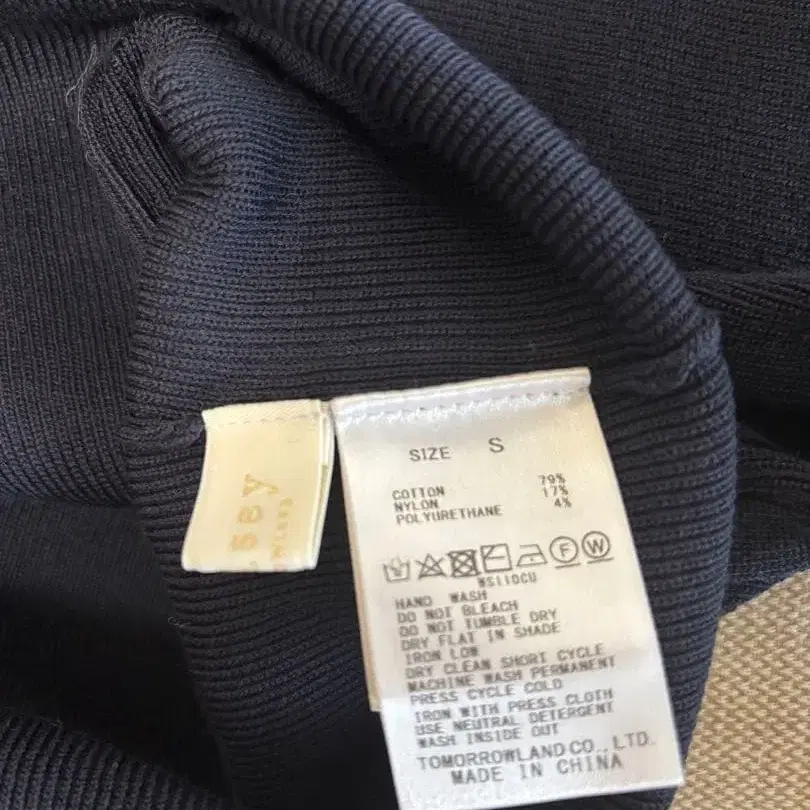 SIZE S
COTTON 79%
NYLON 17%
POLYURETHANE 4%
F W
WS110CU
HAND WASH
DO NOT BLEACH
DO NOT TUMBLE DRY
DRY FLAT IN SHADE
IRON LOW
DRY CLEAN SHORT CYCLE
MACHINE WASH PERMANENT
PRESS CYCLE COLD
IRON WITH PRESS CLOTH
USE NEUTRAL DETERGENT
WASH INSIDE OUT
TOMORROWLAND CO., LTD.
MADE IN CHINA